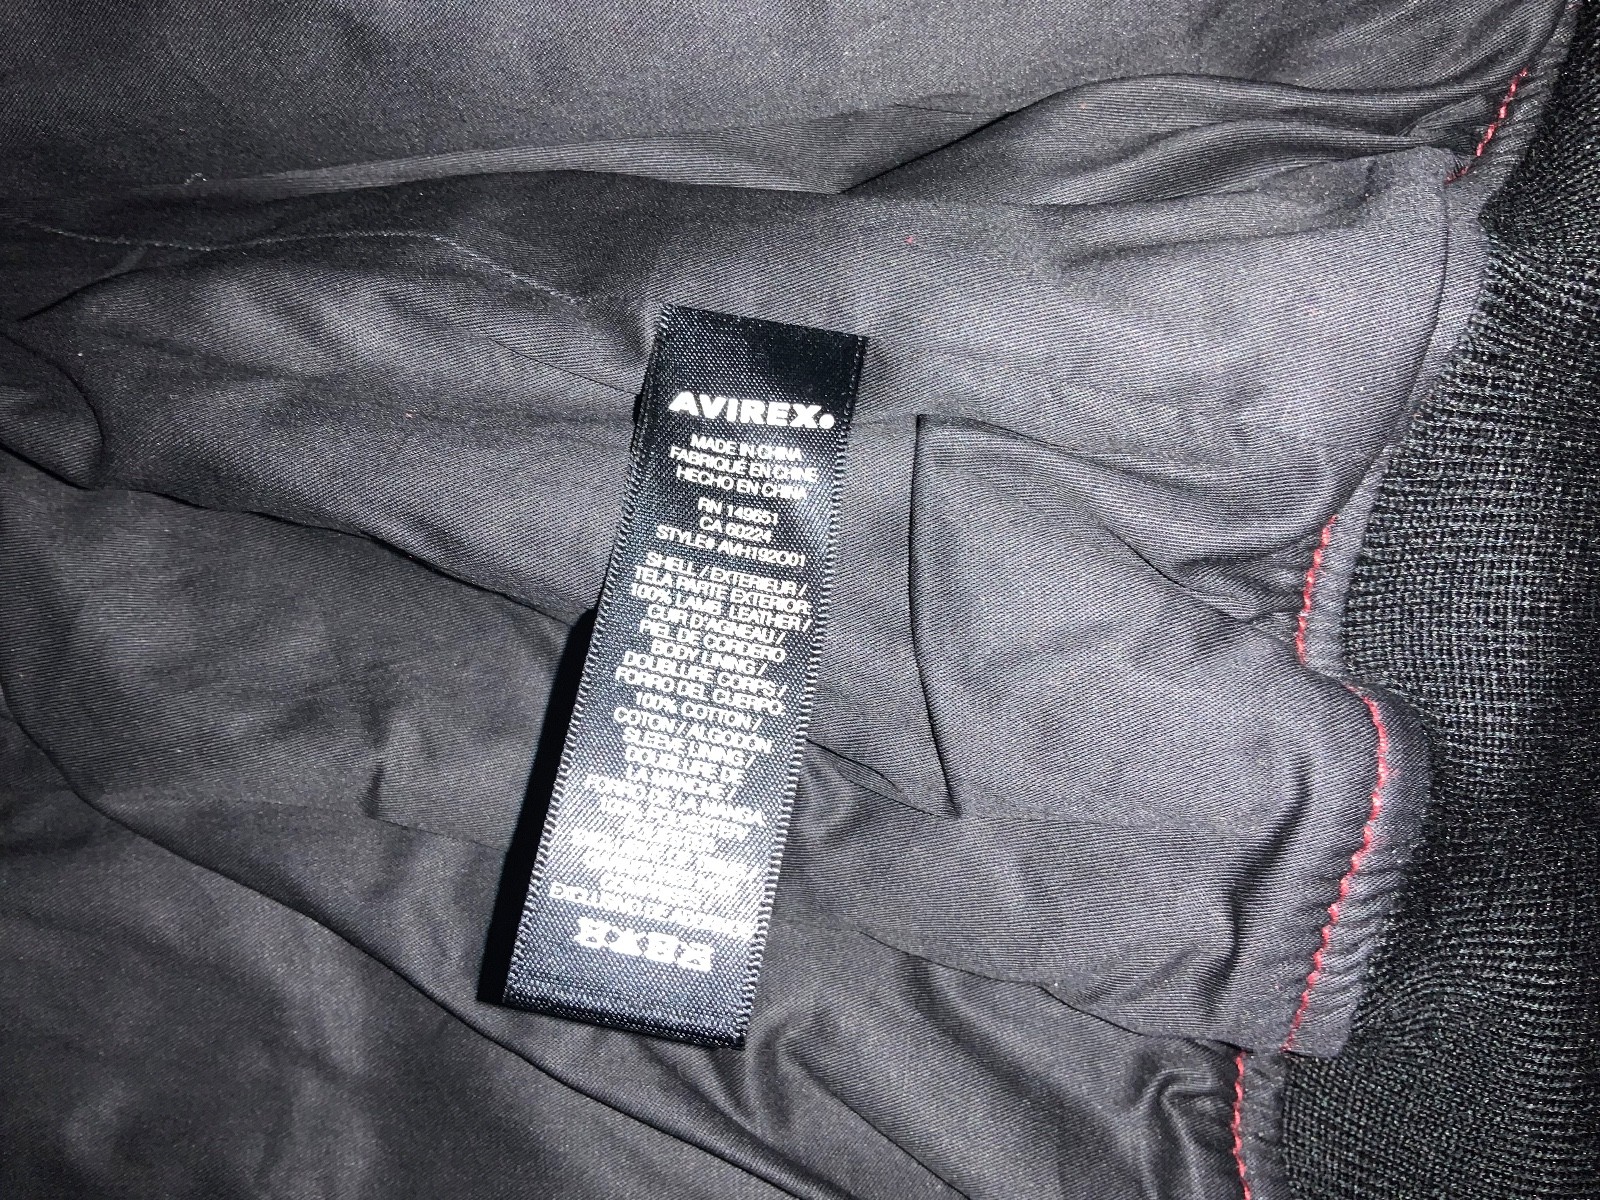 AVIREX
MADE IN CHINA
FABRIQUÉ EN CHINE
HECHO EN CHINA
RN 149651
CA 60224
STYLE# AVH192O01
SHELL / EXTERIEUR /
TELA PARTE EXTERIOR:
100% LAMB LEATHER /
CUIR D'AGNEAU /
PIEL DE CORDERO
BODY LINING /
DOUBLURE CORPS /
FORRO DEL CUERPO:
100% COTTON /
COTON / ALGODON
SLEEVE LINING /
DOUBLURE DE
LA MANCHE /
FORRO DE LA MANGA